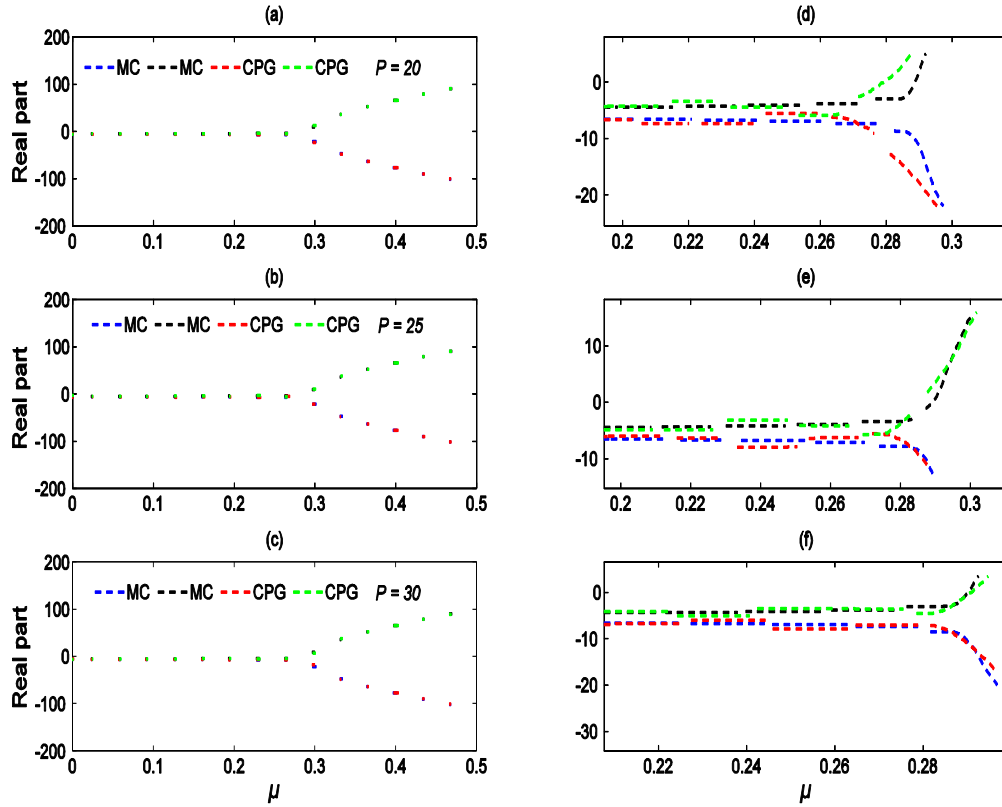 (a)
200
100
0
-100
-200
Real part
MC MC CPG CPG P = 20
0 0.1 0.2 0.3 0.4 0.5
(d)
0
-10
-20
0.2 0.22 0.24 0.26 0.28 0.3
(b)
200
100
0
-100
-200
Real part
MC MC CPG CPG P = 25
0 0.1 0.2 0.3 0.4 0.5
(e)
10
0
-10
0.2 0.22 0.24 0.26 0.28 0.3
(c)
200
100
0
-100
-200
Real part
MC MC CPG CPG P = 30
0 0.1 0.2 0.3 0.4 0.5
μ
(f)
0
-10
-20
-30
0.22 0.24 0.26 0.28
μ